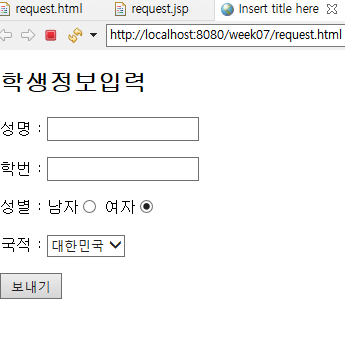 request.html request.jsp Insert title here
http://localhost:8080/week07/request.html
학생정보입력
성명 :
학번 :
성별 : 남자 여자
국적 : 대한민국
보내기